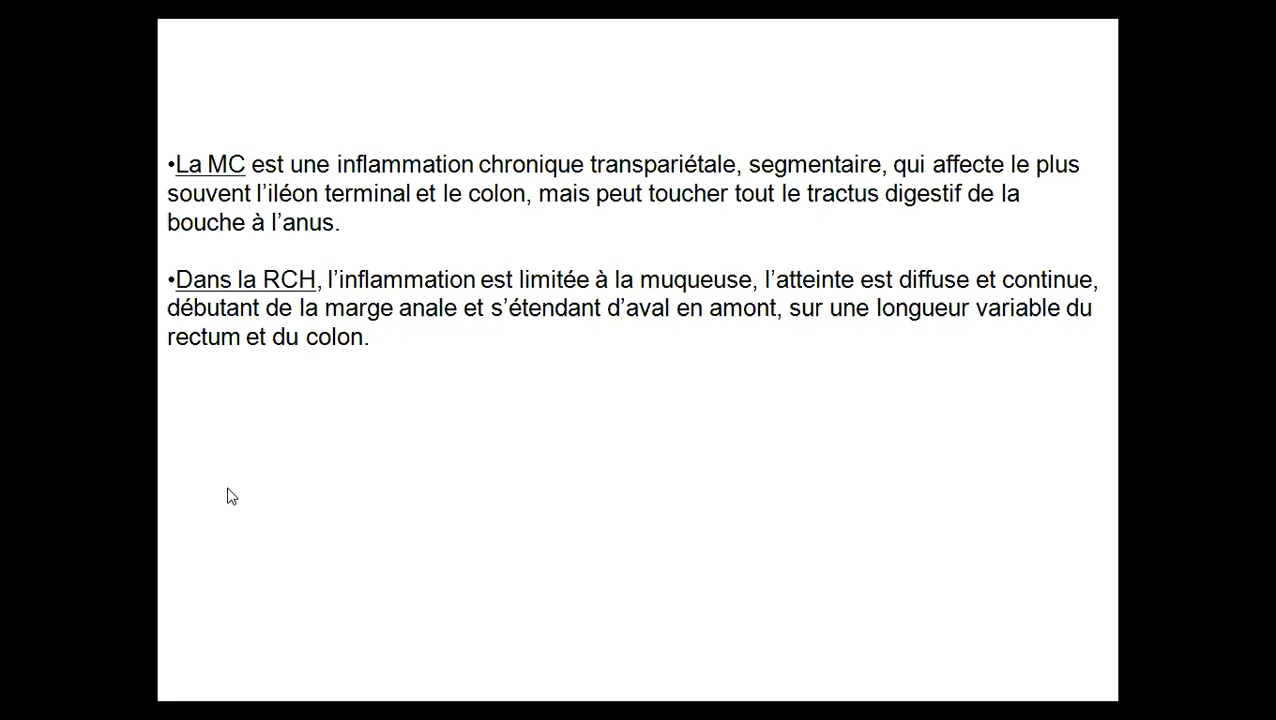 •La MC est une inflammation chronique transpariétale, segmentaire, qui affecte le plus
souvent l’iléon terminal et le colon, mais peut toucher tout le tractus digestif de la
bouche à l’anus.
•Dans la RCH, l’inflammation est limitée à la muqueuse, l’atteinte est diffuse et continue,
débutant de la marge anale et s’étendant d’aval en amont, sur une longueur variable du
rectum et du colon.